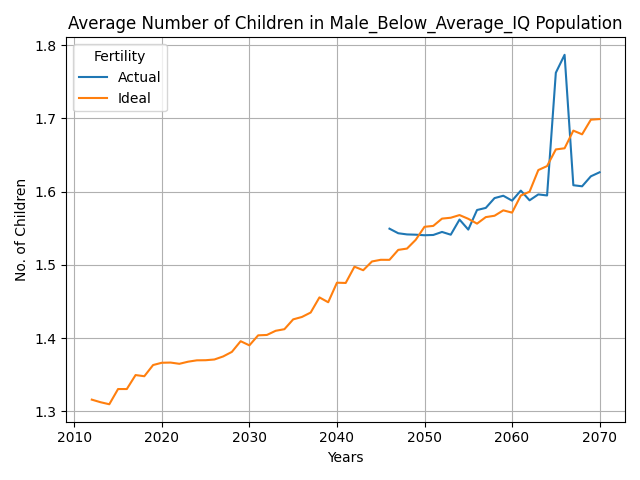 Average Number of Children in Male_Below_Average_IQ Population
1.8
1.7
1.6
1.5
1.4
1.3
No. of Children
Fertility
Actual
Ideal
2010 2020 2030 2040 2050 2060 2070
Years